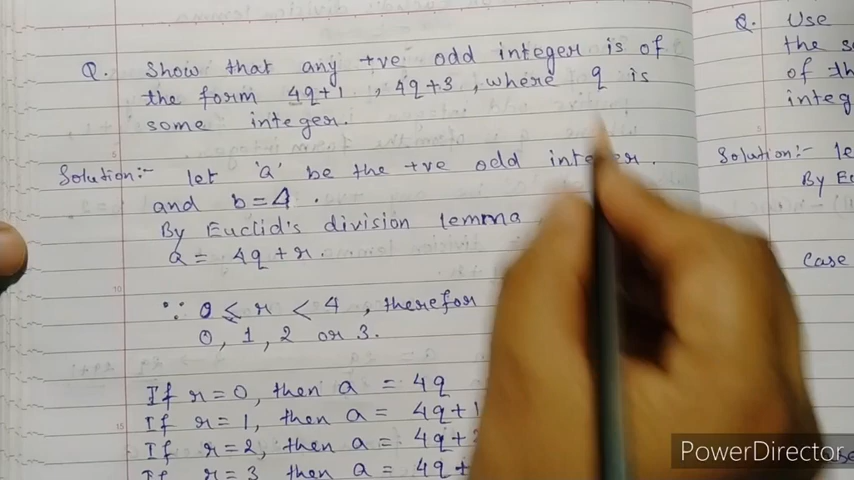 Q. Show that any +ve odd integer is of
the form 4q+1 , 4q+3 , where q is
some integer.
Solution:- let 'a' be the +ve odd integer.
and b=4.
By Euclid's division lemma
a = 4q+r.
∵ 0 ≤ r < 4 , therefor
0, 1, 2 or 3.
If r=0, then a = 4q
If r=1, then a = 4q+1
If r=2, then a = 4q+
If r=3, then a = 4q+
Q. Use
the
of
integ
Solution:-
By
Case
PowerDirector